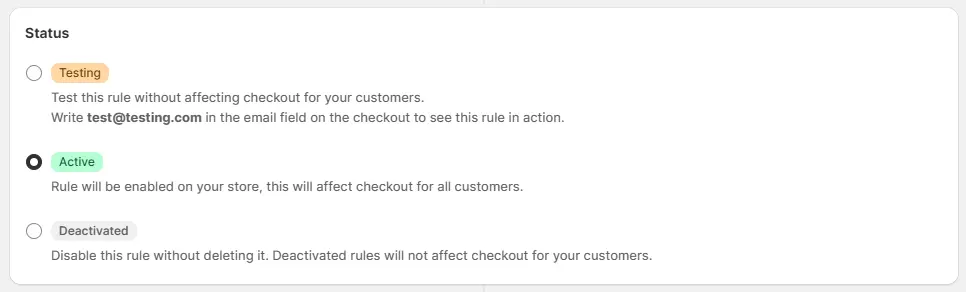 Status
Testing
Test this rule without affecting checkout for your customers.
Write test@testing.com in the email field on the checkout to see this rule in action.
Active
Rule will be enabled on your store, this will affect checkout for all customers.
Deactivated
Disable this rule without deleting it. Deactivated rules will not affect checkout for your customers.